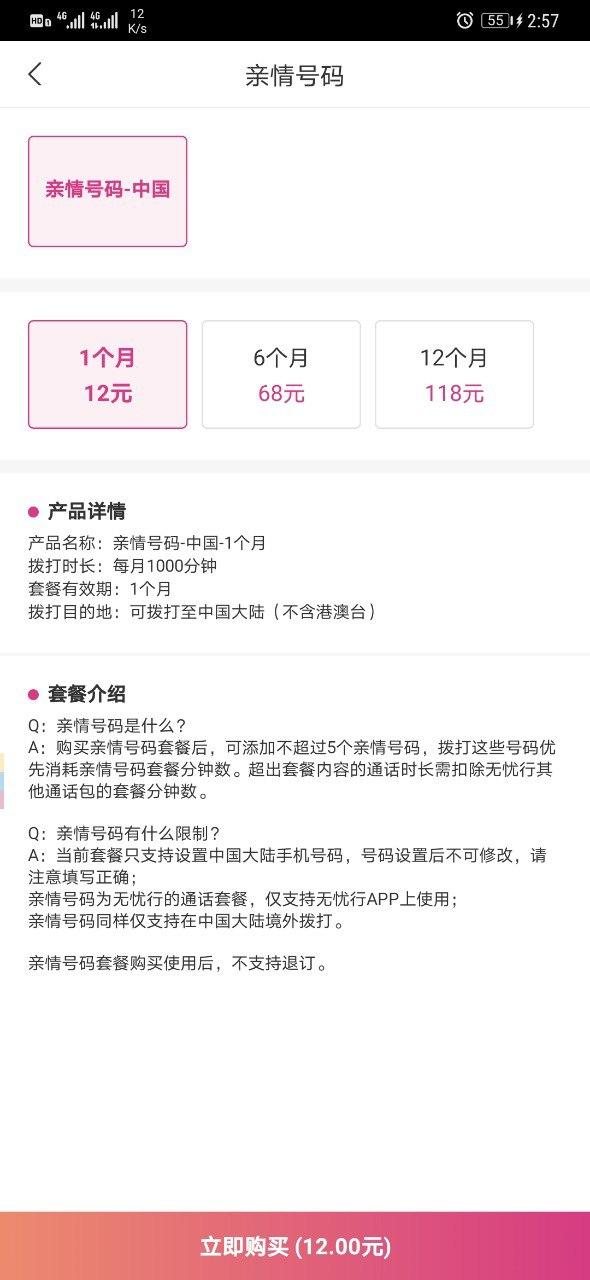 HD 4G 4G 12 K/s 55 2:57
亲情号码
亲情号码-中国
1个月 6个月 12个月
12元 68元 118元
产品详情
产品名称：亲情号码-中国-1个月
拨打时长：每月1000分钟
套餐有效期：1个月
拨打目的地：可拨打至中国大陆（不含港澳台）
套餐介绍
Q：亲情号码是什么？
A：购买亲情号码套餐后，可添加不超过5个亲情号码，拨打这些号码优
先消耗亲情号码套餐分钟数。超出套餐内容的通话时长需扣除无忧行其
他通话包的套餐分钟数。
Q：亲情号码有什么限制？
A：当前套餐只支持设置中国大陆手机号码，号码设置后不可修改，请
注意填写正确；
亲情号码为无忧行的通话套餐，仅支持无忧行APP上使用；
亲情号码同样仅支持在中国大陆境外拨打。
亲情号码套餐购买使用后，不支持退订。
立即购买 (12.00元)